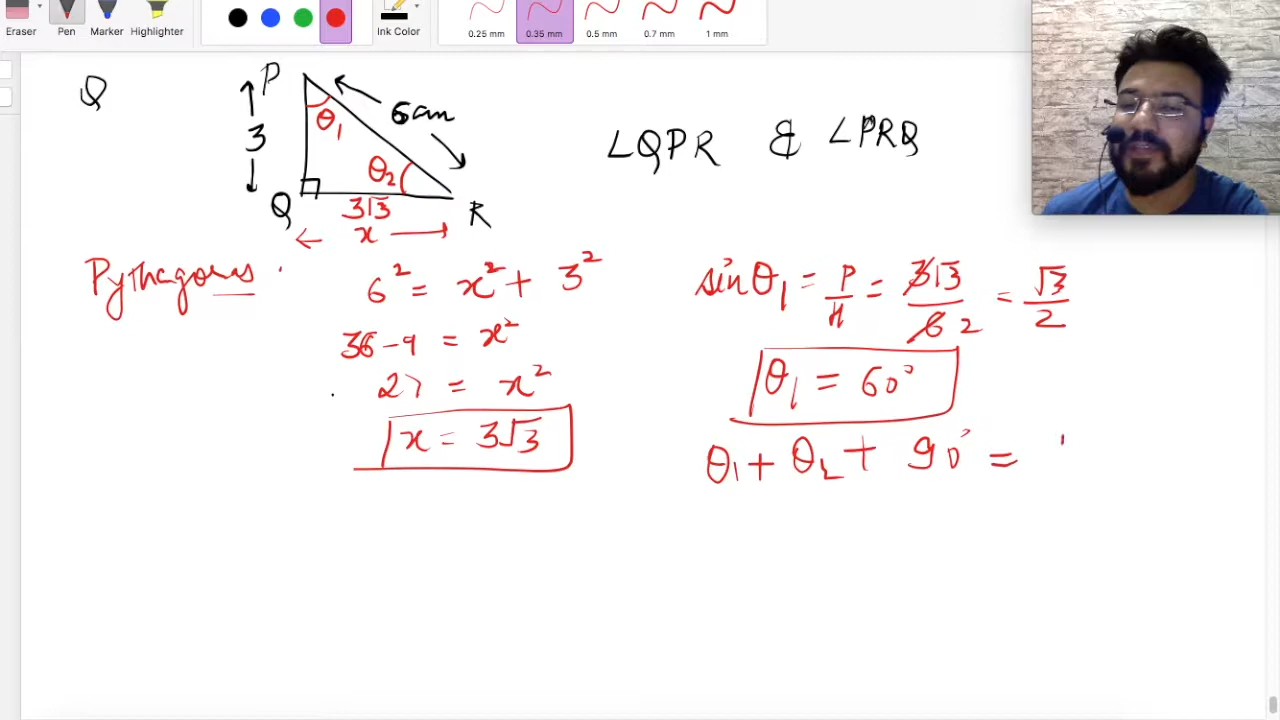 Eraser Pen Marker Highlighter Ink Color 0.25 mm 0.35 mm 0.5 mm 0.7 mm 1 mm
Q
P
6cm
3
θ₁
θ₂
Q
R
3√3
x
∠QPR & ∠PRQ
Pythagoras
6² = x² + 3²
36 - 9 = x²
27 = x²
x = 3√3
sin θ₁ = P/H = 3√3/6 2 = √3/2
θ₁ = 60°
θ₁ + θ₂ + 90° =